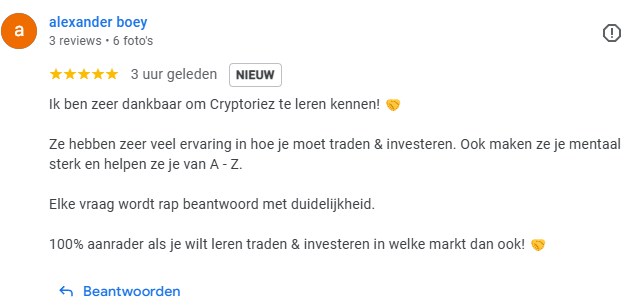 a
alexander boey
3 reviews • 6 foto's
★★★★★ 3 uur geleden NIEUW
Ik ben zeer dankbaar om Cryptoriez te leren kennen! 🤝
Ze hebben zeer veel ervaring in hoe je moet traden & investeren. Ook maken ze je mentaal
sterk en helpen ze je van A - Z.
Elke vraag wordt rap beantwoord met duidelijkheid.
100% aanrader als je wilt leren traden & investeren in welke markt dan ook! 🤝
Beantwoorden